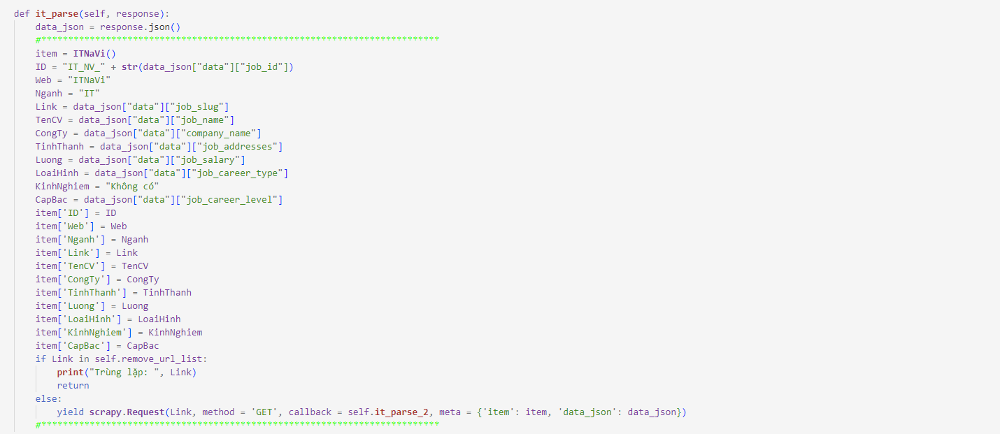 def it_parse(self, response):
    data_json = response.json()
    #**************************************************************************
    item = ITNaVi()
    ID = "IT_NV_" + str(data_json["data"]["job_id"])
    Web = "ITNaVi"
    Nganh = "IT"
    Link = data_json["data"]["job_slug"]
    TenCV = data_json["data"]["job_name"]
    CongTy = data_json["data"]["company_name"]
    TinhThanh = data_json["data"]["job_addresses"]
    Luong = data_json["data"]["job_salary"]
    LoaiHinh = data_json["data"]["job_career_type"]
    KinhNghiem = "Không có"
    CapBac = data_json["data"]["job_career_level"]
    item['ID'] = ID
    item['Web'] = Web
    item['Nganh'] = Nganh
    item['Link'] = Link
    item['TenCV'] = TenCV
    item['CongTy'] = CongTy
    item['TinhThanh'] = TinhThanh
    item['Luong'] = Luong
    item['LoaiHinh'] = LoaiHinh
    item['KinhNghiem'] = KinhNghiem
    item['CapBac'] = CapBac
    if Link in self.remove_url_list:
        print("Trùng lặp: ", Link)
        return
    else:
        yield scrapy.Request(Link, method = 'GET', callback = self.it_parse_2, meta = {'item': item, 'data_json': data_json})
    #**************************************************************************